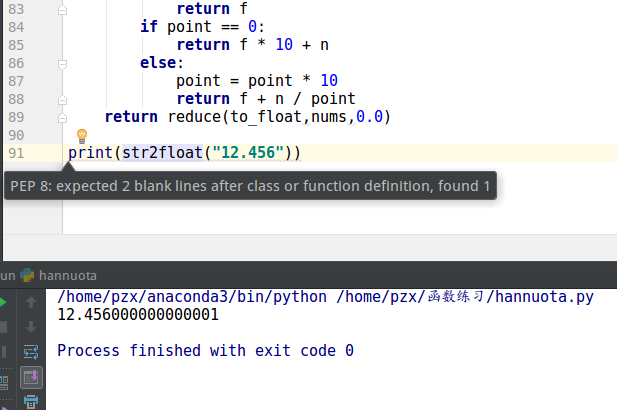 83 return f
84 if point == 0:
85 return f * 10 + n
86 else:
87 point = point * 10
88 return f + n / point
89 return reduce(to_float,nums,0.0)
90
91 print(str2float("12.456"))
PEP 8: expected 2 blank lines after class or function definition, found 1
un hannuota
/home/pzx/anaconda3/bin/python /home/pzx/函数练习/hannuota.py
12.456000000000001
Process finished with exit code 0